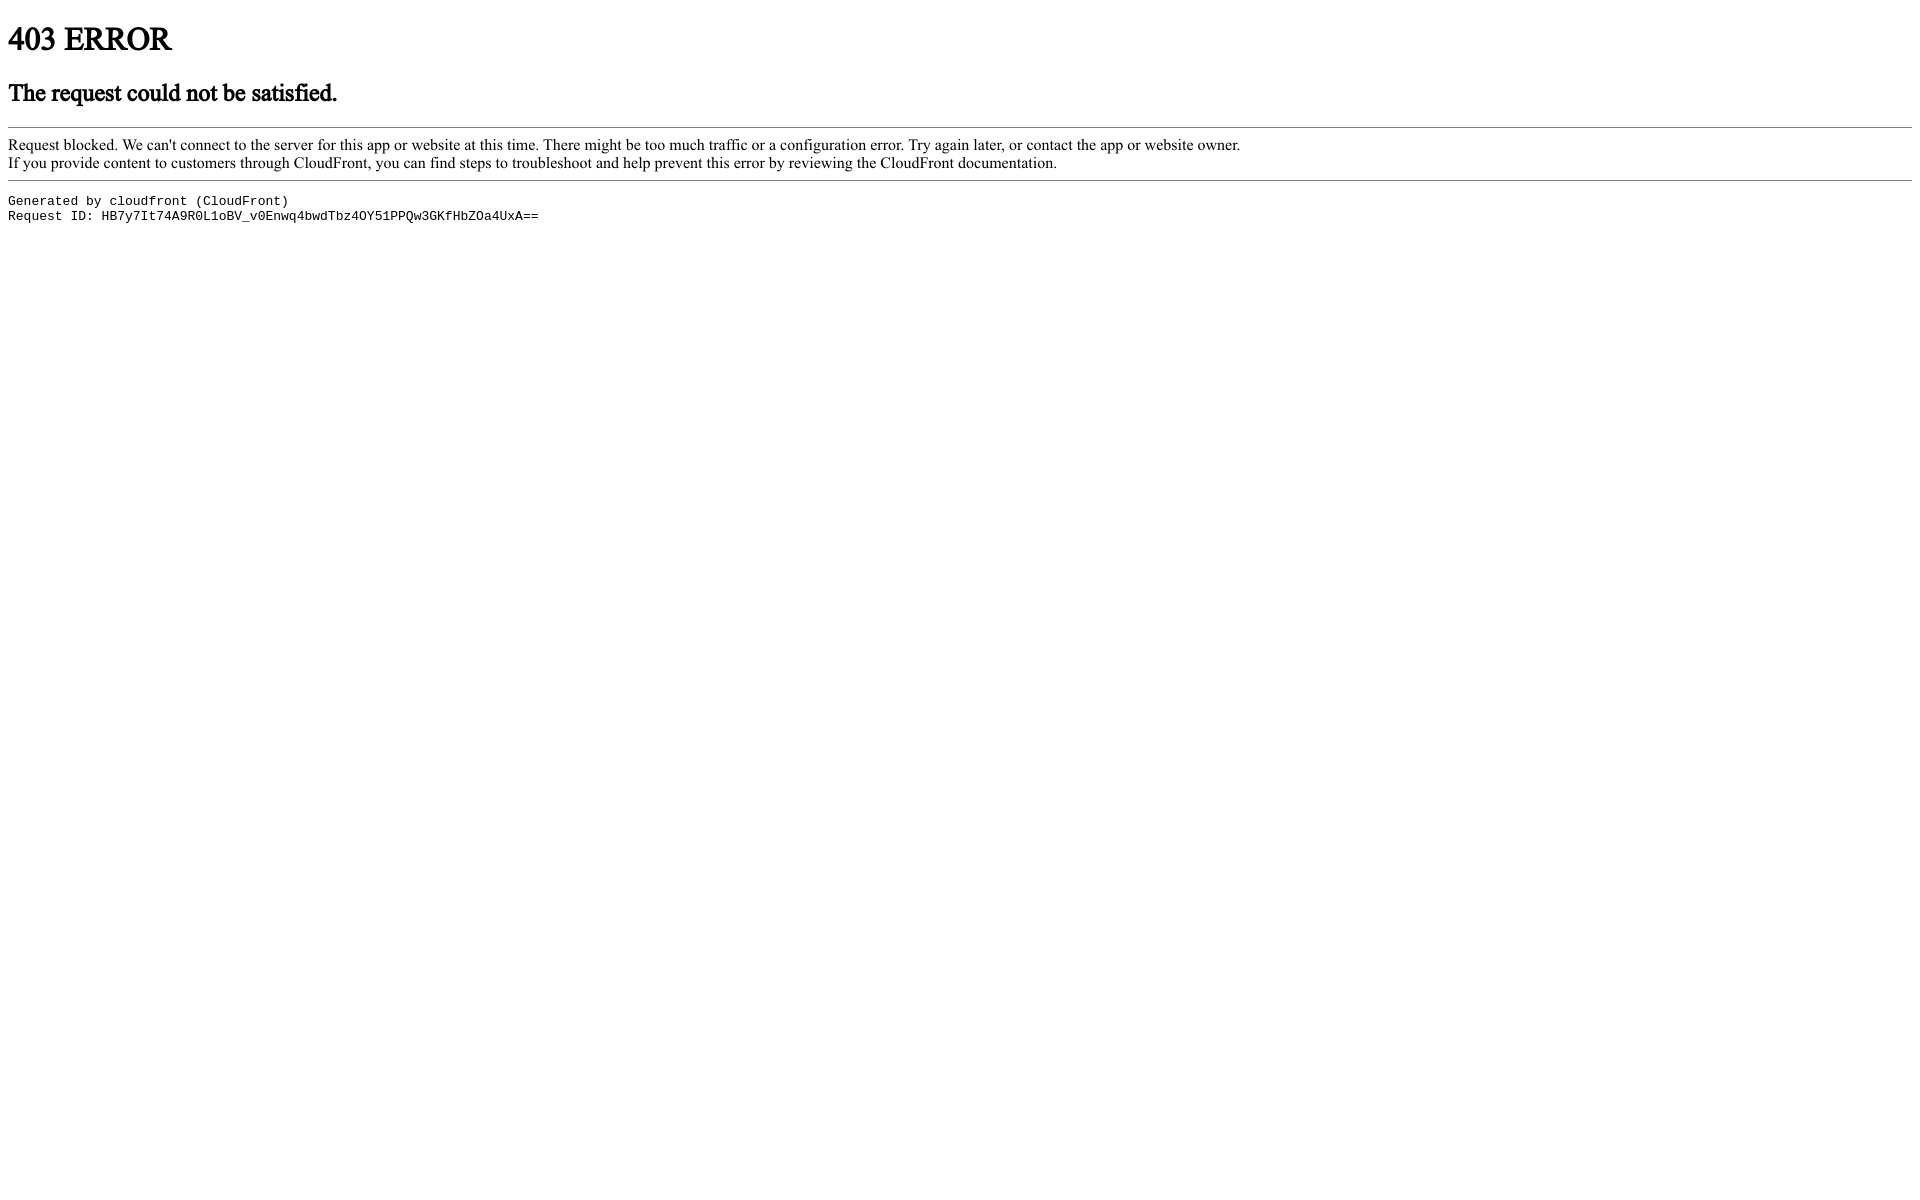 403 ERROR
The request could not be satisfied.
Request blocked. We can't connect to the server for this app or website at this time. There might be too much traffic or a configuration error. Try again later, or contact the app or website owner.
If you provide content to customers through CloudFront, you can find steps to troubleshoot and help prevent this error by reviewing the CloudFront documentation.
Generated by cloudfront (CloudFront)
Request ID: HB7y7It74A9R0L1oBV_v0Enwq4bwdTbz4OY51PPQw3GKfHbZOa4UxA==